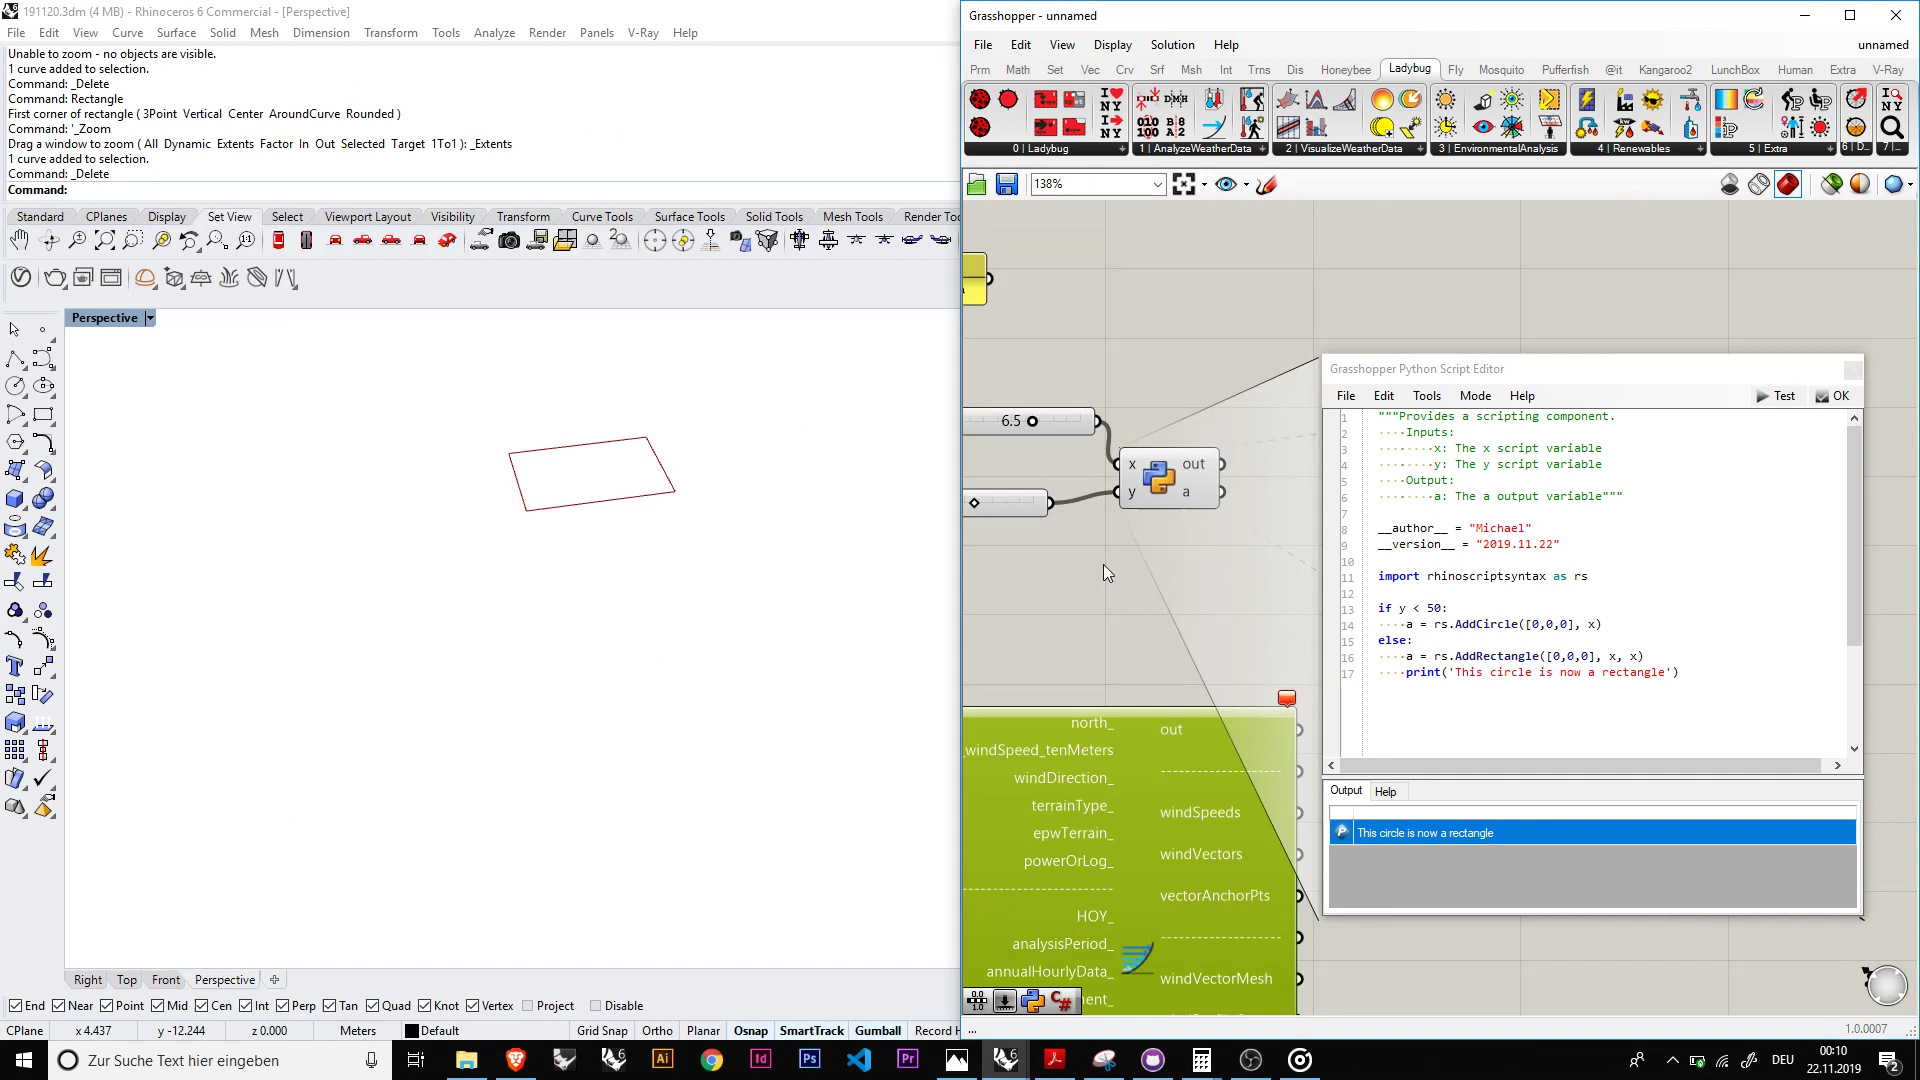 191120.3dm (4 MB) - Rhinoceros 6 Commercial - [Perspective]
File Edit View Curve Surface Solid Mesh Dimension Transform Tools Analyze Render Panels V-Ray Help
Unable to zoom - no objects are visible.
1 curve added to selection.
Command: _Delete
Command: Rectangle
First corner of rectangle ( 3Point Vertical Center AroundCurve Rounded )
Command: '_Zoom
Drag a window to zoom ( All Dynamic Extents Factor In Out Selected Target 1To1 ): _Extents
1 curve added to selection.
Command: _Delete
Command:
Standard CPlanes Display Set View Select Viewport Layout Visibility Transform Curve Tools Surface Tools Solid Tools Mesh Tools Render To
Perspective
Right Top Front Perspective
End Near Point Mid Cen Int Perp Tan Quad Knot Vertex Project Disable
CPlane x 4.437 y -12.244 z 0.000 Meters Default Grid Snap Ortho Planar Osnap SmartTrack Gumball Record H
Grasshopper - unnamed
File Edit View Display Solution Help unnamed
Prm Math Set Vec Crv Srf Msh Int Trns Dis Honeybee Ladybug Fly Mosquito Pufferfish @it Kangaroo2 LunchBox Human Extra V-Ray
0 | Ladybug 1 | AnalyzeWeatherData 2 | VisualizeWeatherData 3 | EnvironmentalAnalysis 4 | Renewables 5 | Extra 6 | D... 7 |...
138%
6.5
x out
y a
north_
_windSpeed_tenMeters
windDirection_
terrainType_
epwTerrain_
powerOrLog_
HOY_
analysisPeriod_
annualHourlyData_
ent_
out
windSpeeds
windVectors
vectorAnchorPts
windVectorMesh
Grasshopper Python Script Editor
File Edit Tools Mode Help Test OK
1 """Provides a scripting component.
2 ····Inputs:
3 ········x: The x script variable
4 ········y: The y script variable
5 ····Output:
6 ········a: The a output variable"""
7
8 __author__ = "Michael"
9 __version__ = "2019.11.22"
10
11 import rhinoscriptsyntax as rs
12
13 if y < 50:
14 ····a = rs.AddCircle([0,0,0], x)
15 else:
16 ····a = rs.AddRectangle([0,0,0], x, x)
17 ····print('This circle is now a rectangle')
Output Help
This circle is now a rectangle
...
1.0.0007
Zur Suche Text hier eingeben
DEU
00:10
22.11.2019
2